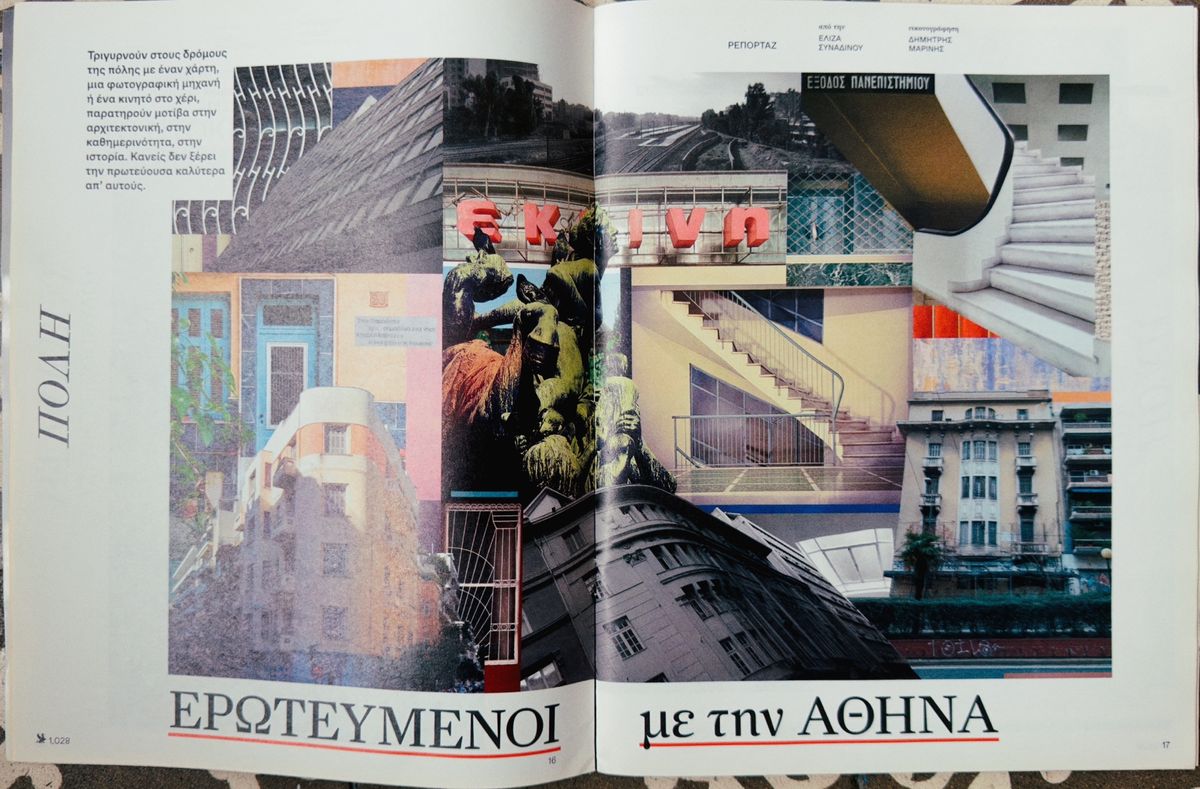 Τριγυρνούν στους δρόμους
της πόλης με έναν χάρτη,
μια φωτογραφική μηχανή
ή ένα κινητό στο χέρι,
παρατηρούν μοτίβα στην
αρχιτεκτονική, στην
καθημερινότητα, στην
ιστορία. Κανείς δεν ξέρει
την πρωτεύουσα καλύτερα
απ’ αυτούς.
ΡΕΠΟΡΤΑΖ
από την
ΕΛΙΖΑ
ΣΥΝΑΔΙΝΟΥ
εικονογράφηση
ΔΗΜΗΤΡΗΣ
ΜΑΡΙΝΗΣ
ΕΞΟΔΟΣ ΠΑΝΕΠΙΣΤΗΜΙΟΥ
ΠΟΛΗ
ΕΡΩΤΕΥΜΕΝΟΙ
με την ΑΘΗΝΑ
1,028
16
17